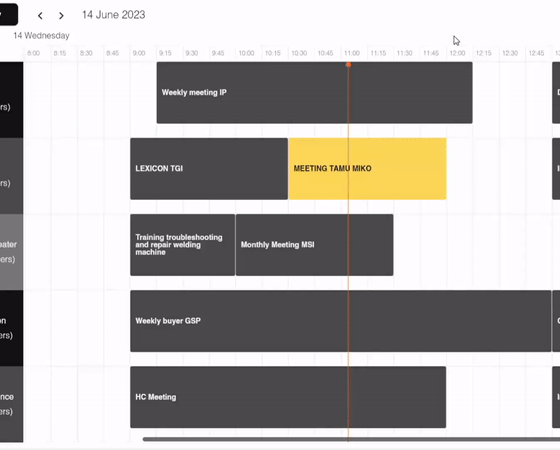 14 June 2023
14 Wednesday
8:00 8:15 8:30 8:45 9:00 9:15 9:30 9:45 10:00 10:15 10:30 10:45 11:00 11:15 11:30 11:45 12:00 12:15 12:30 12:45
Weekly meeting IP
rs)
LEXICON TGI
MEETING TAMU MIKO
rs)
Training troubleshooting
and repair welding
machine
Monthly Meeting MSI
eater
ers)
Weekly buyer GSP
on
rs)
HC Meeting
nce
ers)